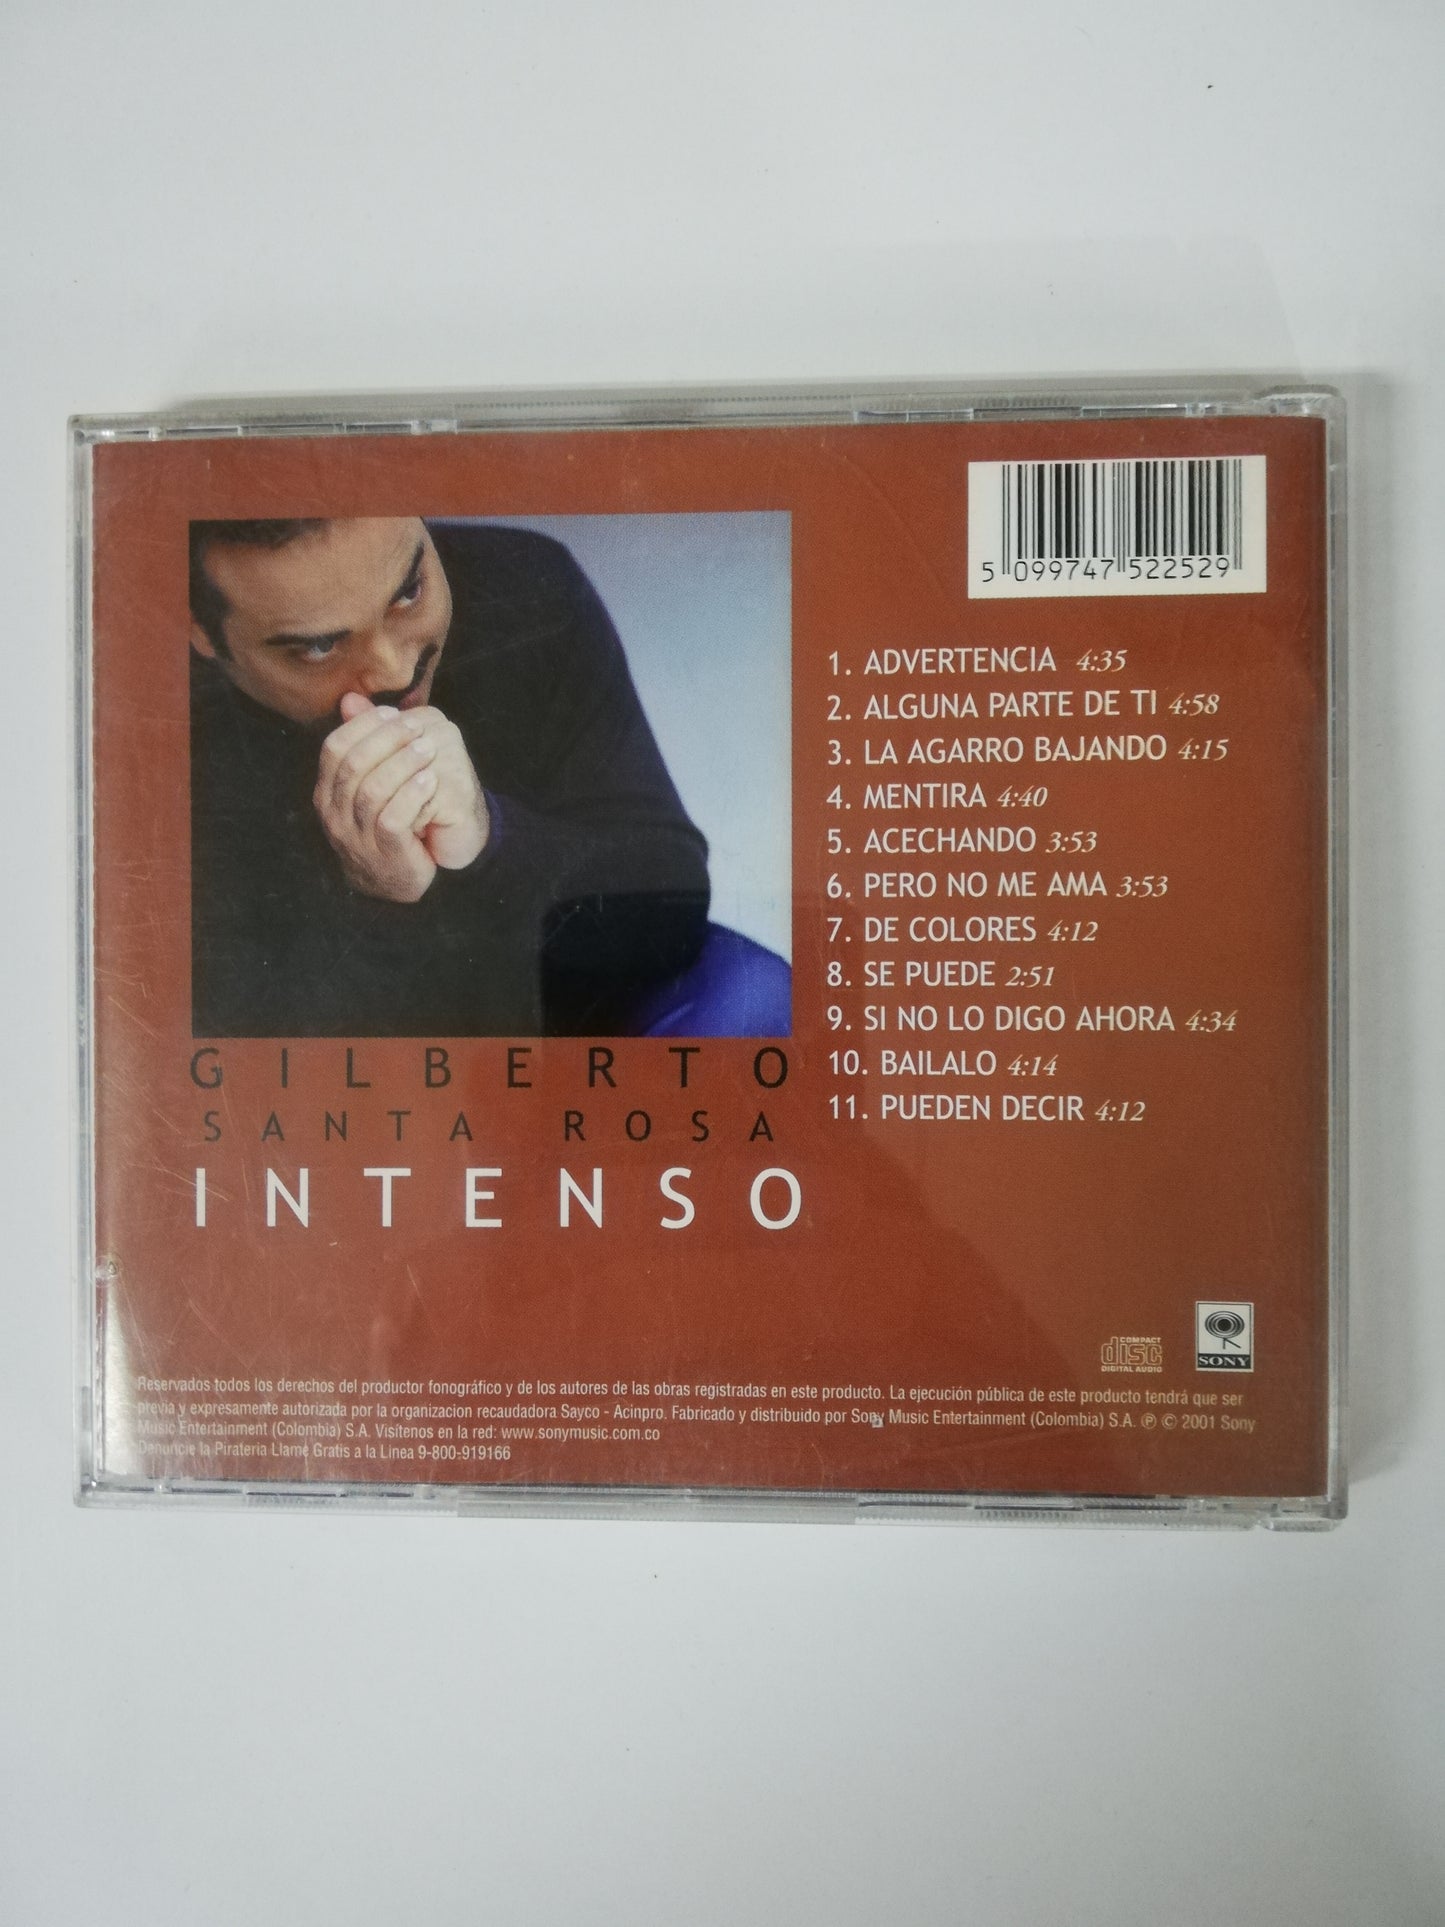 5 099747 522529
1. ADVERTENCIA 4:35
2. ALGUNA PARTE DE TI 4:58
3. LA AGARRO BAJANDO 4:15
4. MENTIRA 4:40
5. ACECHANDO 3:53
6. PERO NO ME AMA 3:53
7. DE COLORES 4:12
8. SE PUEDE 2:51
9. SI NO LO DIGO AHORA 4:34
10. BAILALO 4:14
11. PUEDEN DECIR 4:12
GILBERTO
SANTA ROSA
INTENSO
COMPACT
disc
DIGITAL AUDIO
SONY
Reservados todos los derechos del productor fonográfico y de los autores de las obras registradas en este producto. La ejecución pública de este producto tendrá que ser
previa y expresamente autorizada por la organizacion recaudadora Sayco - Acinpro. Fabricado y distribuido por Sony Music Entertainment (Colombia) S.A. ℗ © 2001 Sony
Music Entertainment (Colombia) S.A. Visítenos en la red: www.sonymusic.com.co
Denuncie la Pirateria Llame Gratis a la Linea 9-800-919166